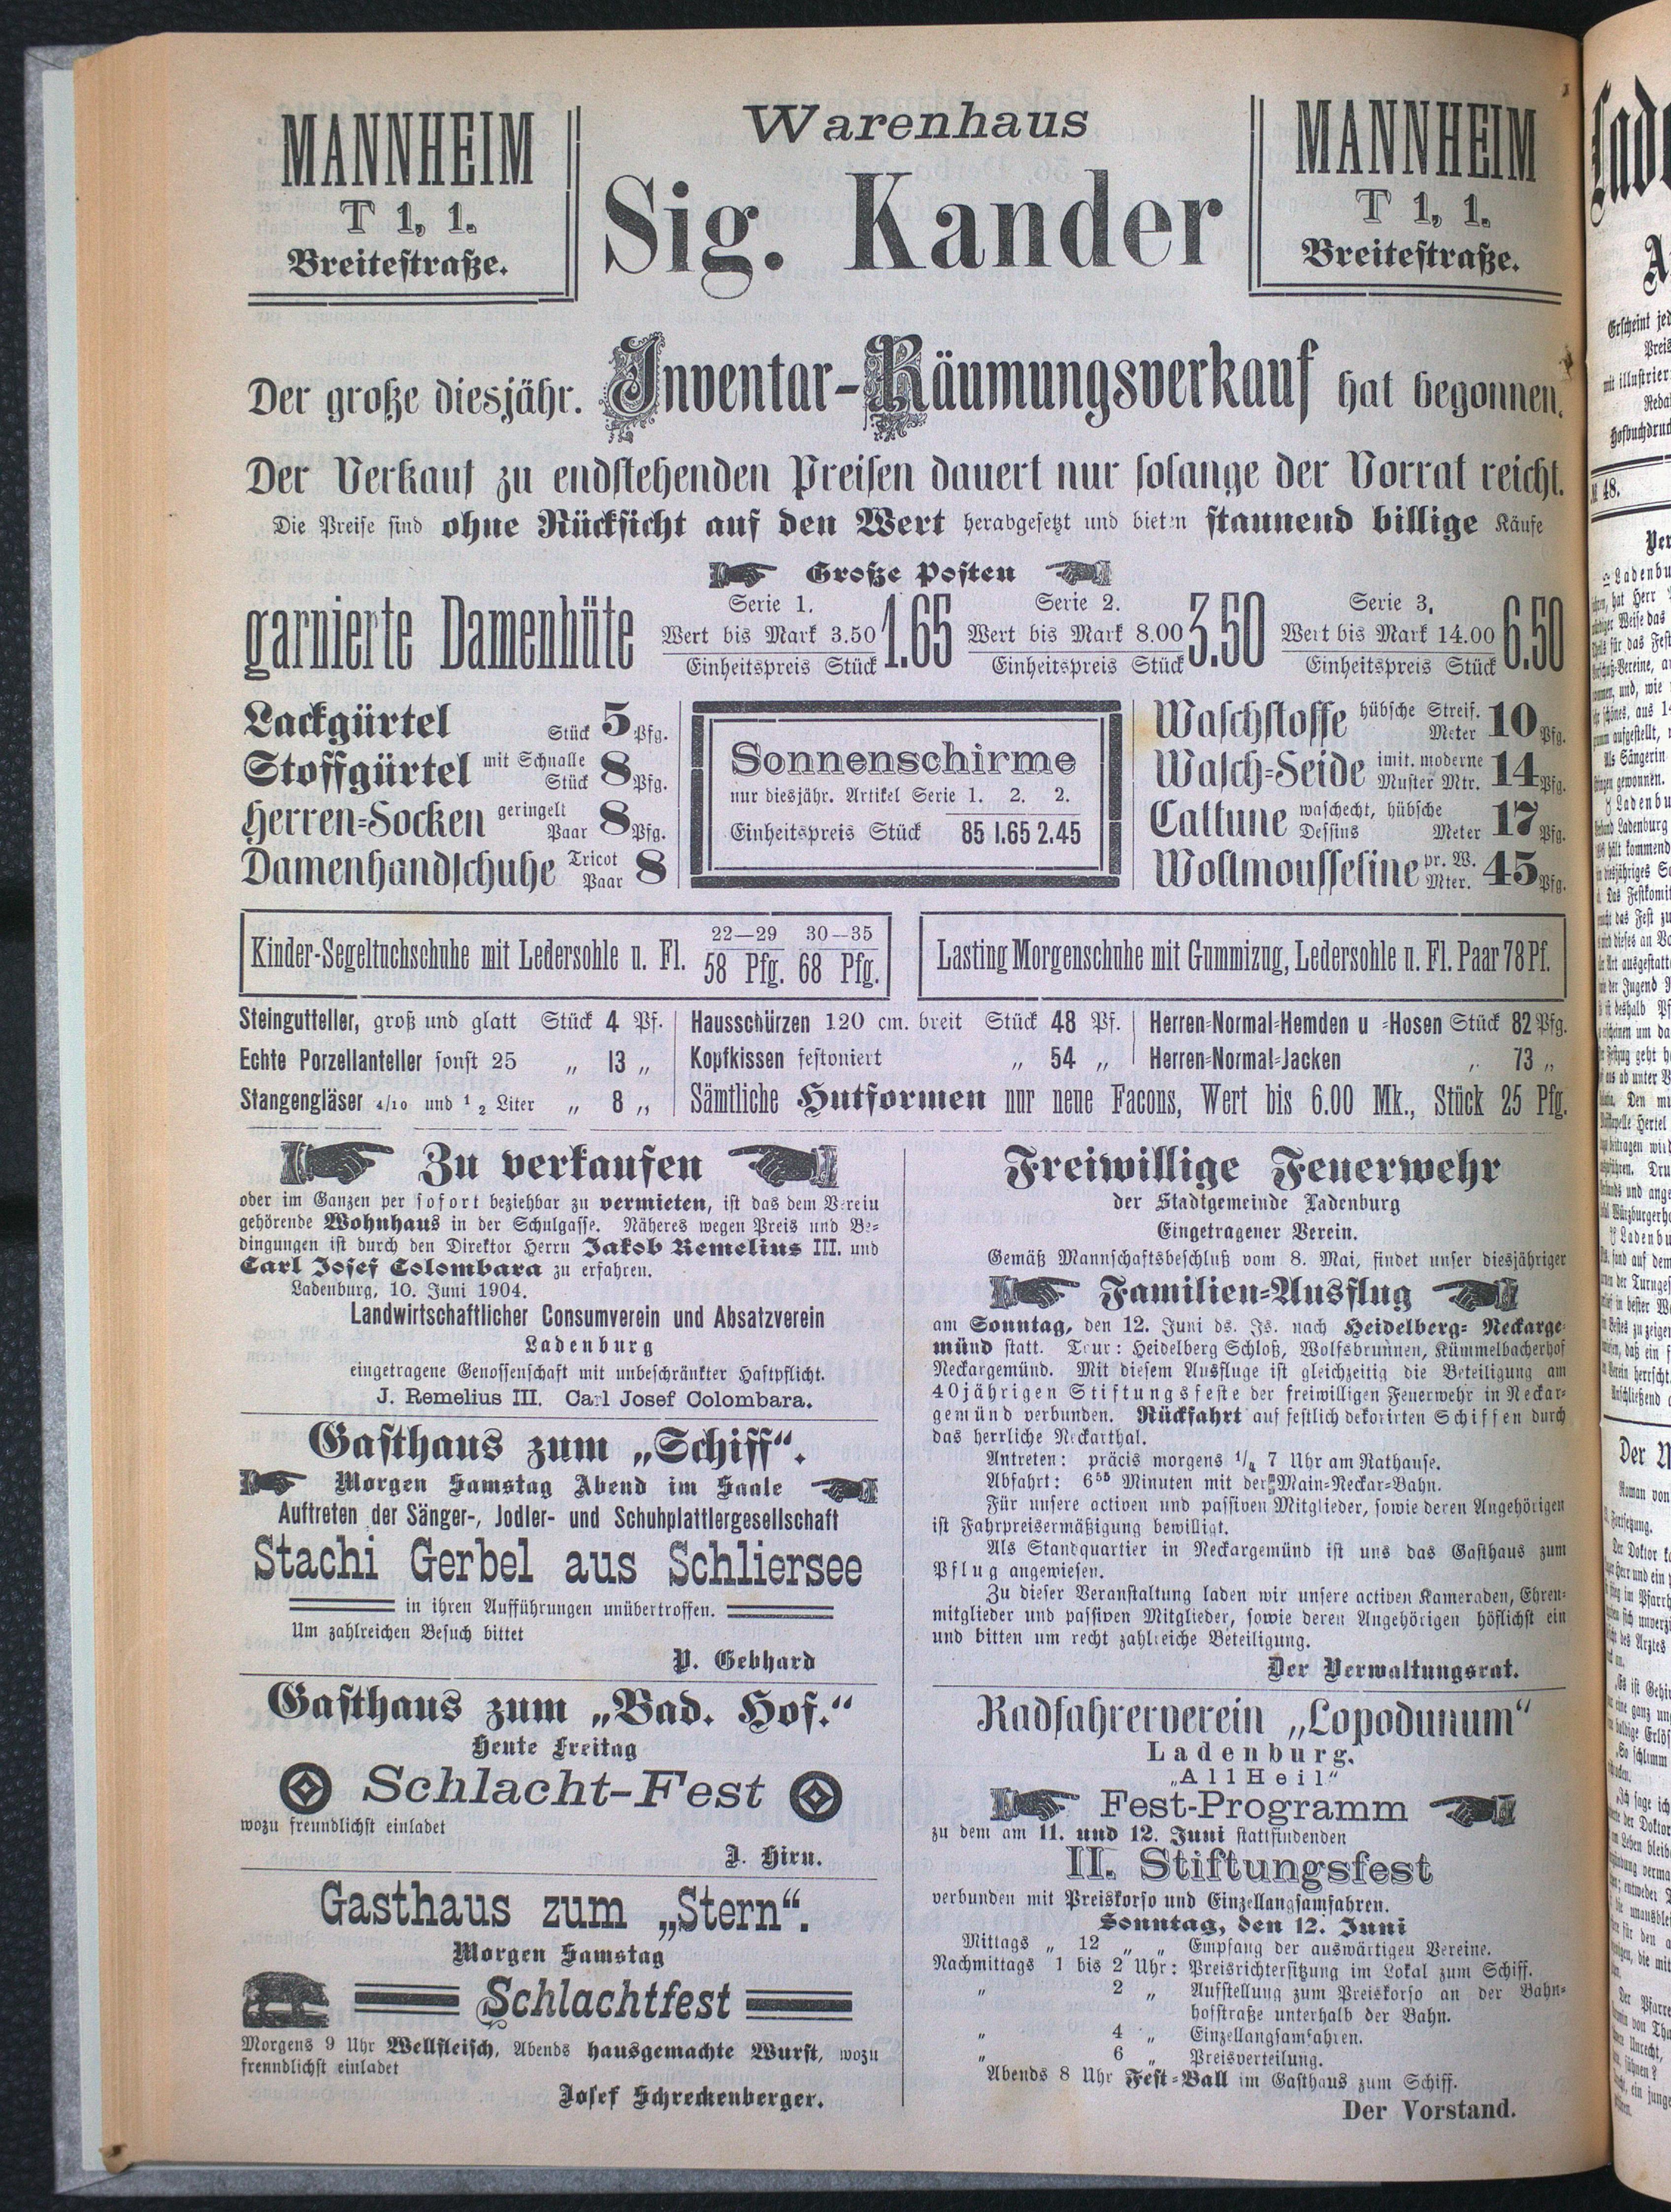 MANNHEIM
T 1, 1.
Breitestraße.
Warenhaus
Sig. Kander
MANNHEIM
T 1, 1.
Breitestraße.
Der große diesjähr. Inventar-Räumungsverkauf hat begonnen.
Der Verkauf zu endstehenden Preisen dauert nur solange der Vorrat reicht.
Die Preise sind ohne Rücksicht auf den Wert herabgesetzt und bieten staunend billige Käufe
Große Posten
garnierte Damenhüte
Serie 1.
Wert bis Mark 3.50
Einheitspreis Stück
1.65
Serie 2.
Wert bis Mark 8.00
Einheitspreis Stück
3.50
Serie 3.
Wert bis Mark 14.00
Einheitspreis Stück
6.50
Lackgürtel Stück 5 Pfg.
Stoffgürtel mit Schnalle Stück 8 Pfg.
Herren-Socken geringelt Paar 8 Pfg.
Damenhandschuhe Tricot Paar 8
Sonnenschirme
nur diesjähr. Artikel Serie 1. 2. 2.
Einheitspreis Stück 85 1.65 2.45
Waschstoffe hübsche Streif. Meter 10 Pfg.
Wasch-Seide imit. moderne Muster Mtr. 14 Pfg.
Cattune waschecht, hübsche Dessins Meter 17 Pfg.
Wollmousseline pr. W. Mter. 45 Pfg.
Kinder-Segeltuchschuhe mit Ledersohle u. Fl. 22—29 58 Pfg. 30—35 68 Pfg.
Lasting Morgenschuhe mit Gummizug, Ledersohle u. Fl. Paar 78 Pf.
Steingutteller, groß und glatt Stück 4 Pf.
Echte Porzellanteller sonst 25 „ 13 „
Stangengläser 4/10 und 1/2 Liter „ 8 „
Hausschürzen 120 cm. breit Stück 48 Pf.
Kopfkissen festoniert „ 54 „
Herren-Normal-Hemden u -Hosen Stück 82 Pfg.
Herren-Normal-Jacken „ 73 „
Sämtliche Hutformen nur neue Facons, Wert bis 6.00 Mk., Stück 25 Pfg.
Zu verkaufen
oder im Ganzen per sofort beziehbar zu vermieten, ist das dem Verein
gehörende Wohnhaus in der Schulgasse. Näheres wegen Preis und Be-
dingungen ist durch den Direktor Herrn Jakob Remelius III. und
Carl Josef Colombara zu erfahren.
Ladenburg, 10. Juni 1904.
Landwirtschaftlicher Consumverein und Absatzverein
Ladenburg
eingetragene Genossenschaft mit unbeschränkter Haftpflicht.
J. Remelius III. Carl Josef Colombara.
Gasthaus zum „Schiff“.
Morgen Samstag Abend im Saale
Auftreten der Sänger-, Jodler- und Schuhplattlergesellschaft
Stachi Gerbel aus Schliersee
in ihren Aufführungen unübertroffen.
Um zahlreichen Besuch bittet
P. Gebhard
Gasthaus zum „Bad. Hof.“
Heute Freitag
Schlacht-Fest
wozu freundlichst einladet
J. Hirn.
Gasthaus zum „Stern“.
Morgen Samstag
Schlachtfest
Morgens 9 Uhr Wellfleisch, Abends hausgemachte Wurst, wozu
freundlichst einladet
Josef Schreckenberger.
Freiwillige Feuerwehr
der Stadtgemeinde Ladenburg
Eingetragener Verein.
Gemäß Mannschaftsbeschluß vom 8. Mai, findet unser diesjähriger
Familien-Ausflug
am Sonntag, den 12. Juni ds. Js. nach Heidelberg- Neckarge-
münd statt. Tour: Heidelberg Schloß, Wolfsbrunnen, Kümmelbacherhof
Neckargemünd. Mit diesem Ausfluge ist gleichzeitig die Beteiligung am
40jährigen Stiftungsfeste der freiwilligen Feuerwehr in Neckar-
gemünd verbunden. Rückfahrt auf festlich dekorirten Schiffen durch
das herrliche Neckarthal.
Antreten: präcis morgens 1/4 7 Uhr am Rathause.
Abfahrt: 6⁵⁵ Minuten mit der Main-Neckar-Bahn.
Für unsere activen und passiven Mitglieder, sowie deren Angehörigen
ist Fahrpreisermäßigung bewilligt.
Als Standquartier in Neckargemünd ist uns das Gasthaus zum
Pflug angewiesen.
Zu dieser Veranstaltung laden wir unsere activen Kameraden, Ehren-
mitglieder und passiven Mitglieder, sowie deren Angehörigen höflichst ein
und bitten um recht zahlreiche Beteiligung.
Der Verwaltungsrat.
Radfahrerverein „Lopodunum“
Ladenburg.
„All Heil“
Fest-Programm
zu dem am 11. und 12. Juni stattfindenden
II. Stiftungsfest
verbunden mit Preiskorso und Einzellangsamfahren.
Sonntag, den 12. Juni
Mittags „ 12 „ „ Empfang der auswärtigen Vereine.
Nachmittags 1 bis 2 Uhr: Preisrichtersitzung im Lokal zum Schiff.
„ 2 „ Aufstellung zum Preiskorso an der Bahn-
hofstraße unterhalb der Bahn.
„ 4 „ Einzellangsamfahren.
„ 6 „ Preisverteilung.
Abends 8 Uhr Fest-Ball im Gasthaus zum Schiff.
Der Vorstand.